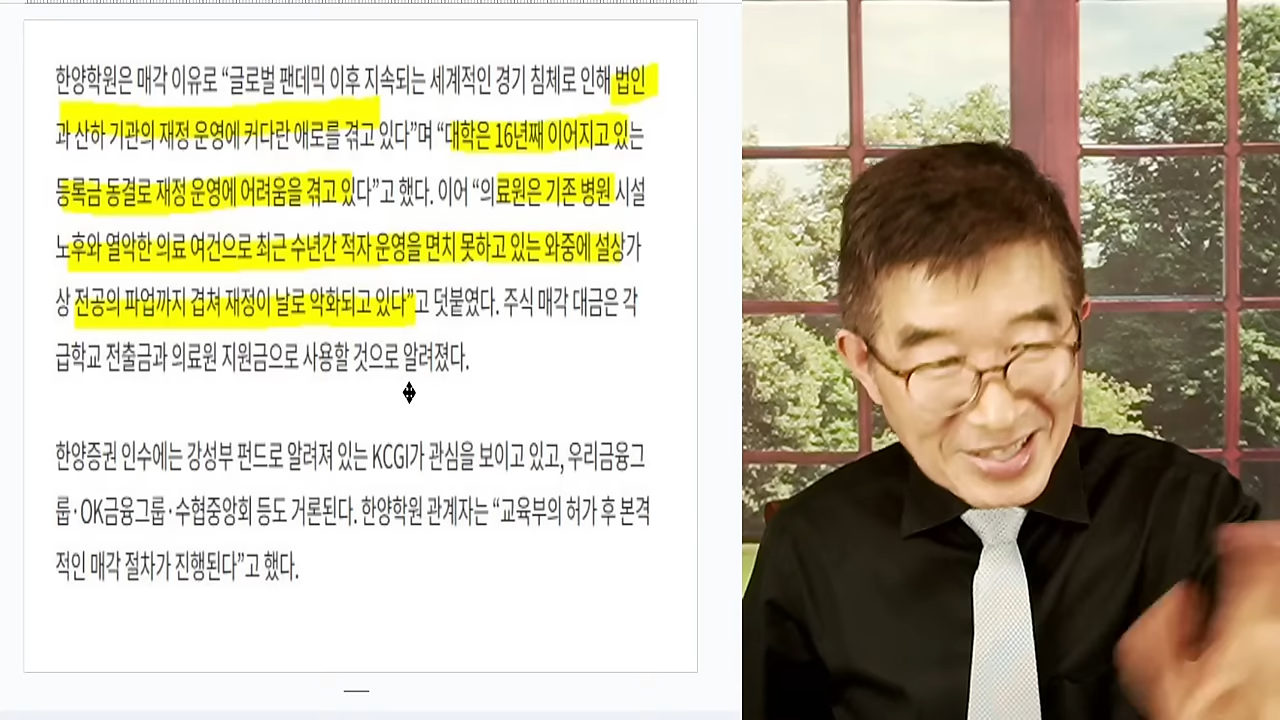 한양학원은 매각 이유로 “글로벌 팬데믹 이후 지속되는 세계적인 경기 침체로 인해 법인
과 산하 기관의 재정 운영에 커다란 애로를 겪고 있다”며 “대학은 16년째 이어지고 있는
등록금 동결로 재정 운영에 어려움을 겪고 있다”고 했다. 이어 “의료원은 기존 병원 시설
노후와 열악한 의료 여건으로 최근 수년간 적자 운영을 면치 못하고 있는 와중에 설상가
상 전공의 파업까지 겹쳐 재정이 날로 악화되고 있다”고 덧붙였다. 주식 매각 대금은 각
급학교 전출금과 의료원 지원금으로 사용할 것으로 알려졌다.
한양증권 인수에는 강성부 펀드로 알려져 있는 KCGI가 관심을 보이고 있고, 우리금융그
룹·OK금융그룹·수협중앙회 등도 거론된다. 한양학원 관계자는 “교육부의 허가 후 본격
적인 매각 절차가 진행된다”고 했다.